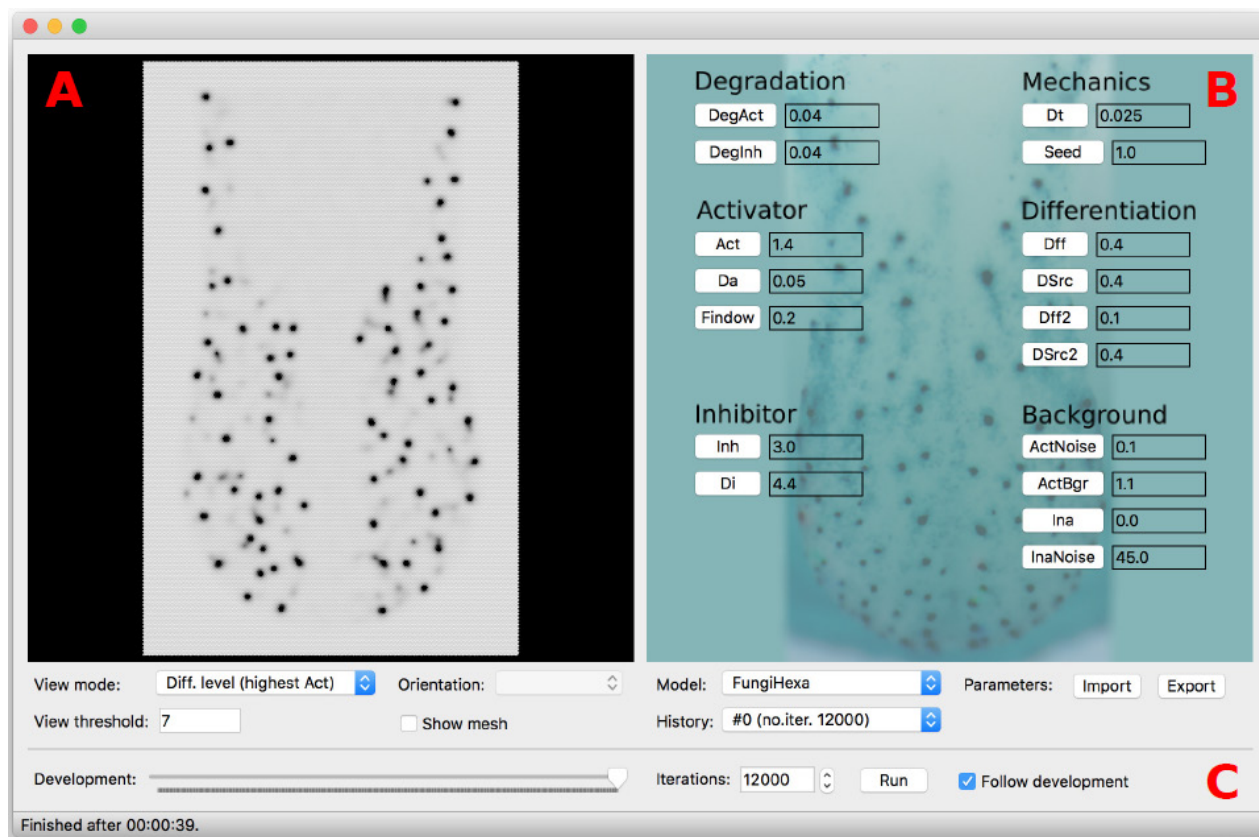 A
B
Degradation
DegAct 0.04
DegInh 0.04
Mechanics
Dt 0.025
Seed 1.0
Activator
Act 1.4
Da 0.05
Findow 0.2
Differentiation
Dff 0.4
DSrc 0.4
Dff2 0.1
DSrc2 0.4
Inhibitor
Inh 3.0
Di 4.4
Background
ActNoise 0.1
ActBgr 1.1
Ina 0.0
InaNoise 45.0
View mode: Diff. level (highest Act) Orientation:
Model: FungiHexa Parameters: Import Export
View threshold: 7 Show mesh
History: #0 (no.iter. 12000)
Development:
Iterations: 12000 Run Follow development
C
Finished after 00:00:39.